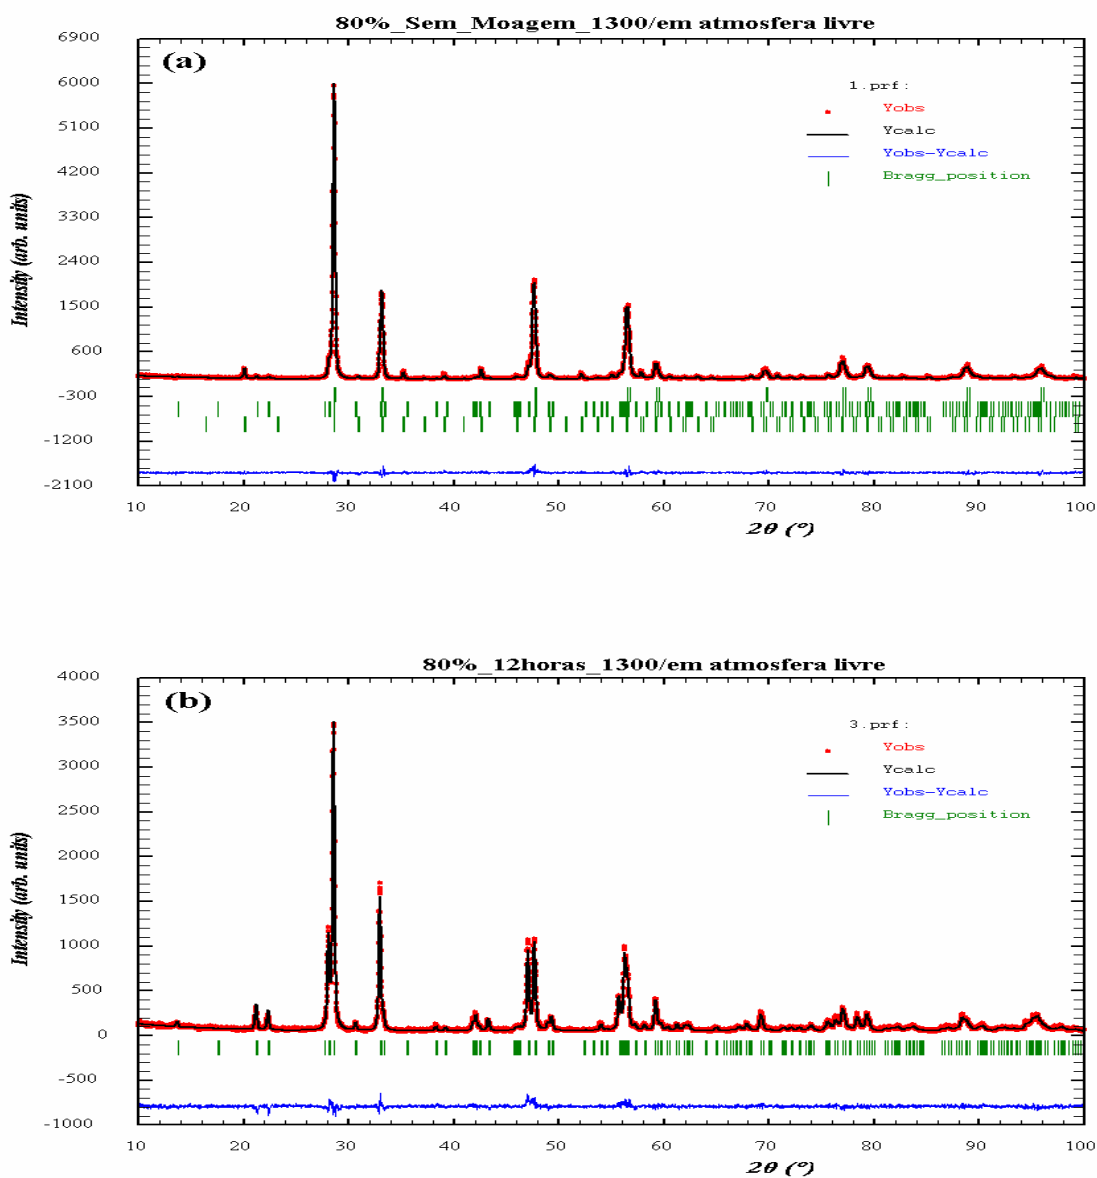 80%_Sem_Moagem_1300/em atmosfera livre
(a)
6900
6000
5100
4200
3300
2400
1500
600
-300
-1200
-2100
Intensity (arb. units)
1.prf:
Yobs
Ycalc
Yobs-Ycalc
Bragg_position
10 20 30 40 50 60 70 80 90 100
2θ (°)
80%_12horas_1300/em atmosfera livre
(b)
4000
3500
3000
2500
2000
1500
1000
500
0
-500
-1000
Intensity (arb. units)
3.prf:
Yobs
Ycalc
Yobs-Ycalc
Bragg_position
10 20 30 40 50 60 70 80 90 100
2θ (°)